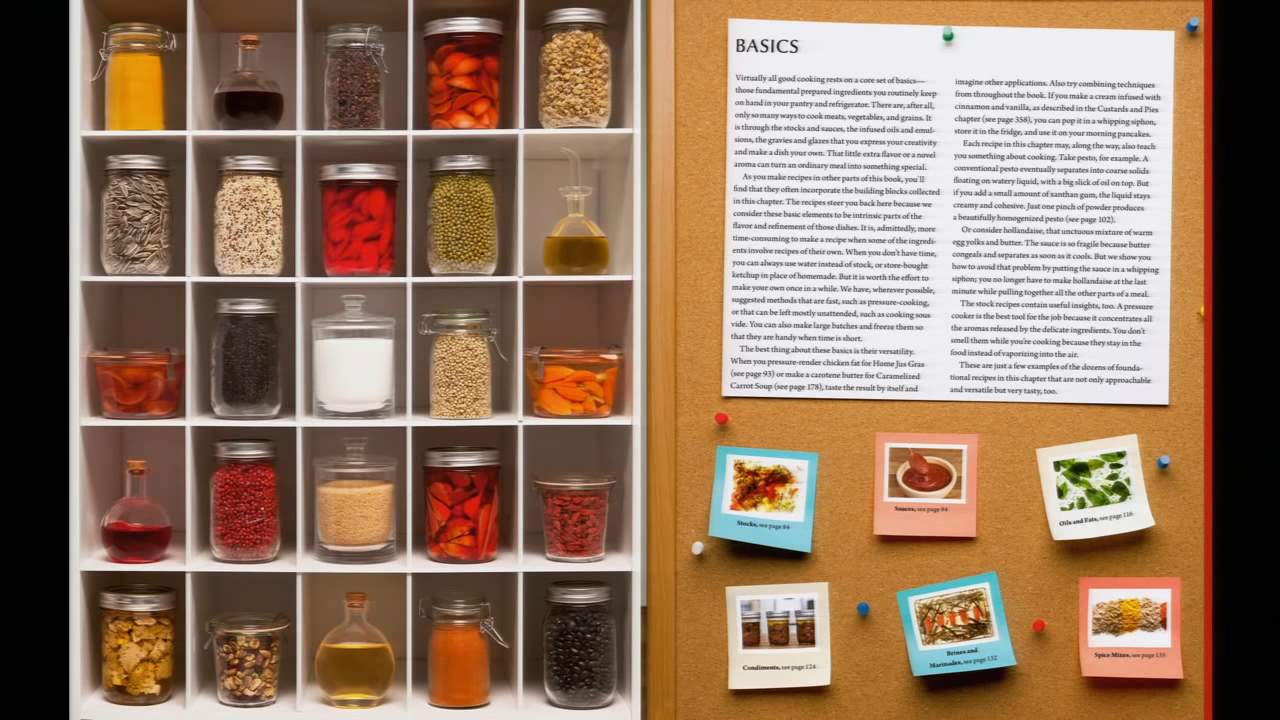 BASICS
Virtually all good cooking rests on a core set of basics—
those fundamental prepared ingredients you routinely keep
on hand in your pantry and refrigerator. There are, after all,
only so many ways to cook meats, vegetables, and grains. It
is through the stocks and sauces, the infused oils and emul-
sions, the gravies and glazes that you express your creativity
and make a dish your own. That little extra flavor or a novel
aroma can turn an ordinary meal into something special.
As you make recipes in other parts of this book, you'll
find that they often incorporate the building blocks collected
in this chapter. The recipes steer you back here because we
consider these basic elements to be intrinsic parts of the
flavor and refinement of those dishes. It is, admittedly, more
time-consuming to make a recipe when some of the ingredi-
ents involve recipes of their own. When you don't have time,
you can always use water instead of stock, or store-bought
ketchup in place of homemade. But it is worth the effort to
make your own once in a while. We have, wherever possible,
suggested methods that are fast, such as pressure-cooking,
or that can be left mostly unattended, such as cooking sous
vide. You can also make large batches and freeze them so
that they are handy when time is short.
The best thing about these basics is their versatility.
When you pressure-render chicken fat for Home Jus Gras
(see page 93) or make a carotene butter for Caramelized
Carrot Soup (see page 178), taste the result by itself and
imagine other applications. Also try combining techniques
from throughout the book. If you make a cream infused with
cinnamon and vanilla, as described in the Custards and Pies
chapter (see page 358), you can pop it in a whipping siphon,
store it in the fridge, and use it on your morning pancakes.
Each recipe in this chapter may, along the way, also teach
you something about cooking. Take pesto, for example. A
conventional pesto eventually separates into coarse solids
floating on watery liquid, with a big slick of oil on top. But
if you add a small amount of xanthan gum, the liquid stays
creamy and cohesive. Just one pinch of powder produces
a beautifully homogenized pesto (see page 102).
Or consider hollandaise, that unctuous mixture of warm
egg yolks and butter. The sauce is so fragile because butter
congeals and separates as soon as it cools. But we show you
how to avoid that problem by putting the sauce in a whipping
siphon; you no longer have to make hollandaise at the last
minute while pulling together all the other parts of a meal.
The stock recipes contain useful insights, too. A pressure
cooker is the best tool for the job because it concentrates all
the aromas released by the delicate ingredients. You don't
smell them while you're cooking because they stay in the
food instead of vaporizing into the air.
These are just a few examples of the dozens of founda-
tional recipes in this chapter that are not only approachable
and versatile but very tasty, too.
Stocks, see page 84
Sauces, see page 94
Oils and Fats, see page 116
Condiments, see page 124
Brines and
Marinades, see page 132
Spice Mixes, see page 135